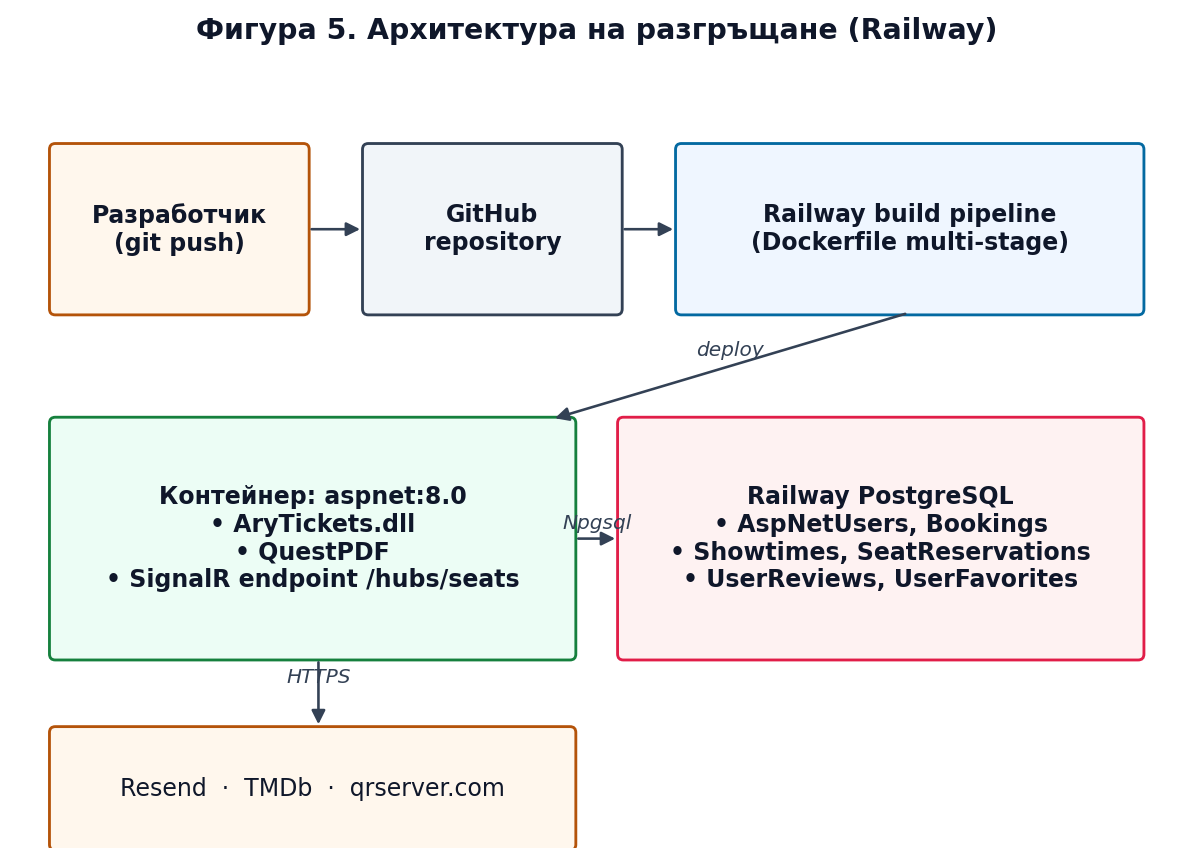 Фигура 5. Архитектура на разгръщане (Railway)
Разработчик
(git push)
GitHub
repository
Railway build pipeline
(Dockerfile multi-stage)
deploy
Контейнер: aspnet:8.0
• AryTickets.dll
• QuestPDF
• SignalR endpoint /hubs/seats
Npgsql
Railway PostgreSQL
• AspNetUsers, Bookings
• Showtimes, SeatReservations
• UserReviews, UserFavorites
HTTPS
Resend · TMDb · qrserver.com